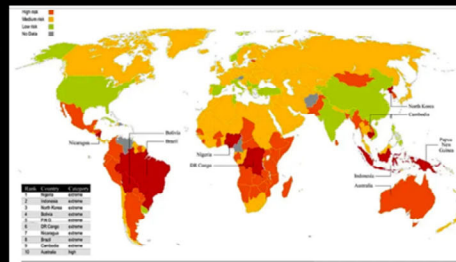 High risk
Medium risk
Low risk
No Data
North Korea
Cambodia
Bolivia
Brazil
Nicaragua
Papua
New
Guinea
Nigeria
DR Congo
Indonesia
Australia
Rank Country Category
1 Nigeria extreme
2 Indonesia extreme
3 North Korea extreme
4 Bolivia extreme
5 P.N.G extreme
6 DR Congo extreme
7 Nicaragua extreme
8 Brazil extreme
9 Cambodia extreme
10 Australia high